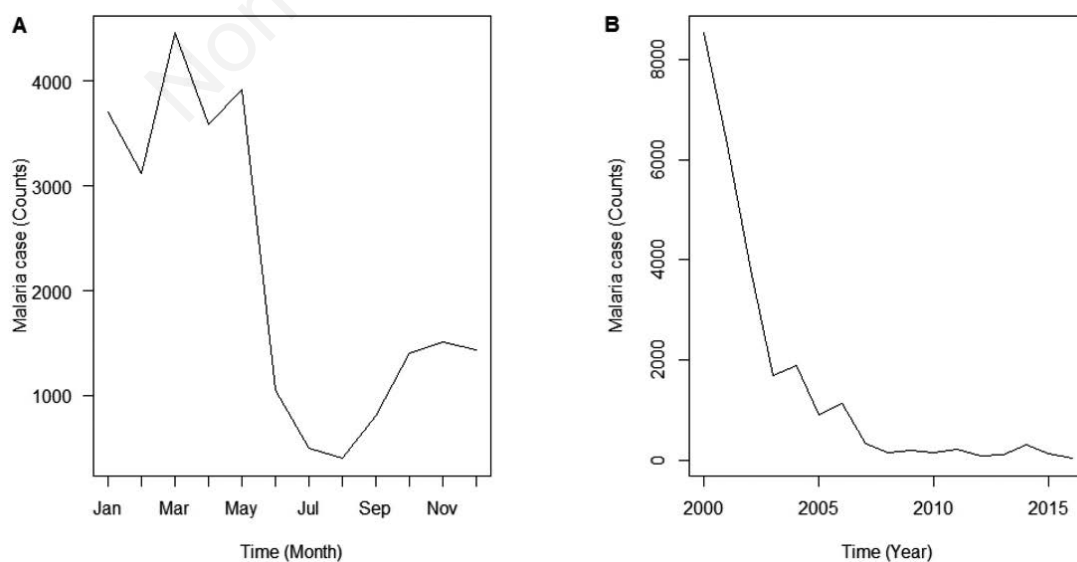 A
Malaria case (Counts)
4000
3000
2000
1000
Jan Mar May Jul Sep Nov
Time (Month)
B
Malaria case (Counts)
8000
6000
4000
2000
0
2000 2005 2010 2015
Time (Year)
Non